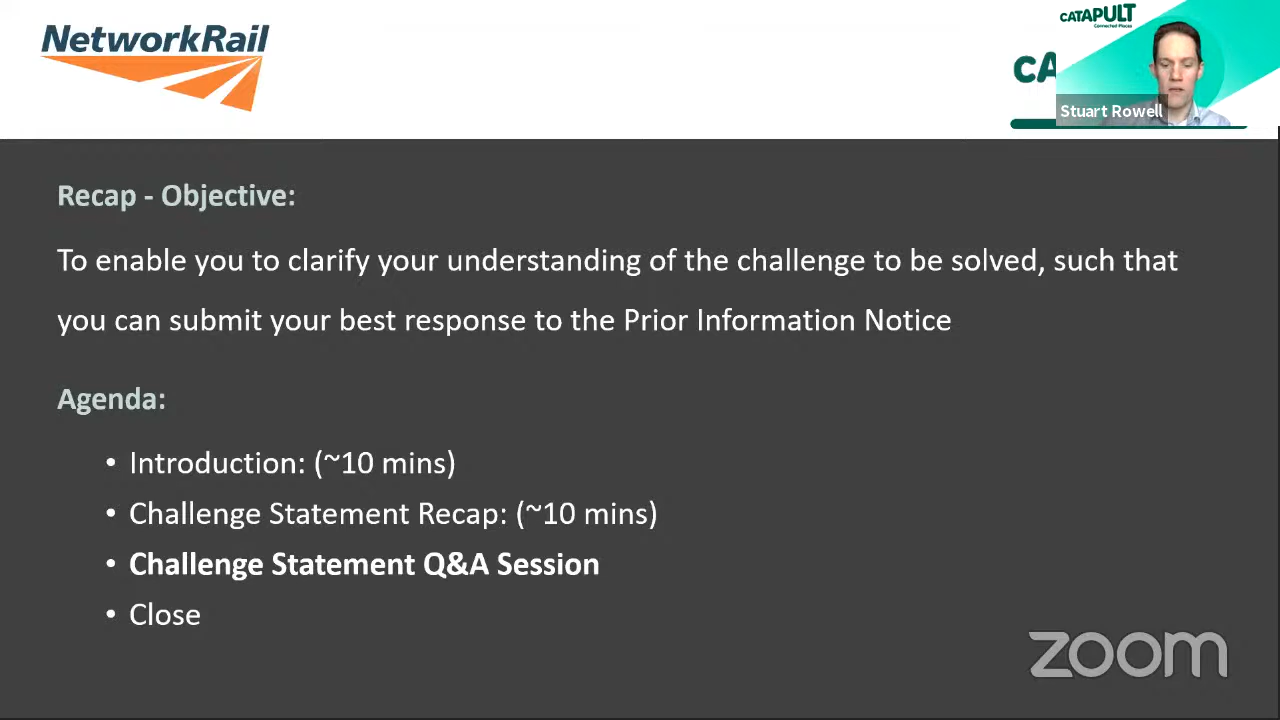 NetworkRail
CATAPULT
Connected Places
CA
Stuart Rowell
Recap - Objective:
To enable you to clarify your understanding of the challenge to be solved, such that
you can submit your best response to the Prior Information Notice
Agenda:
• Introduction: (~10 mins)
• Challenge Statement Recap: (~10 mins)
• Challenge Statement Q&A Session
• Close
zoom